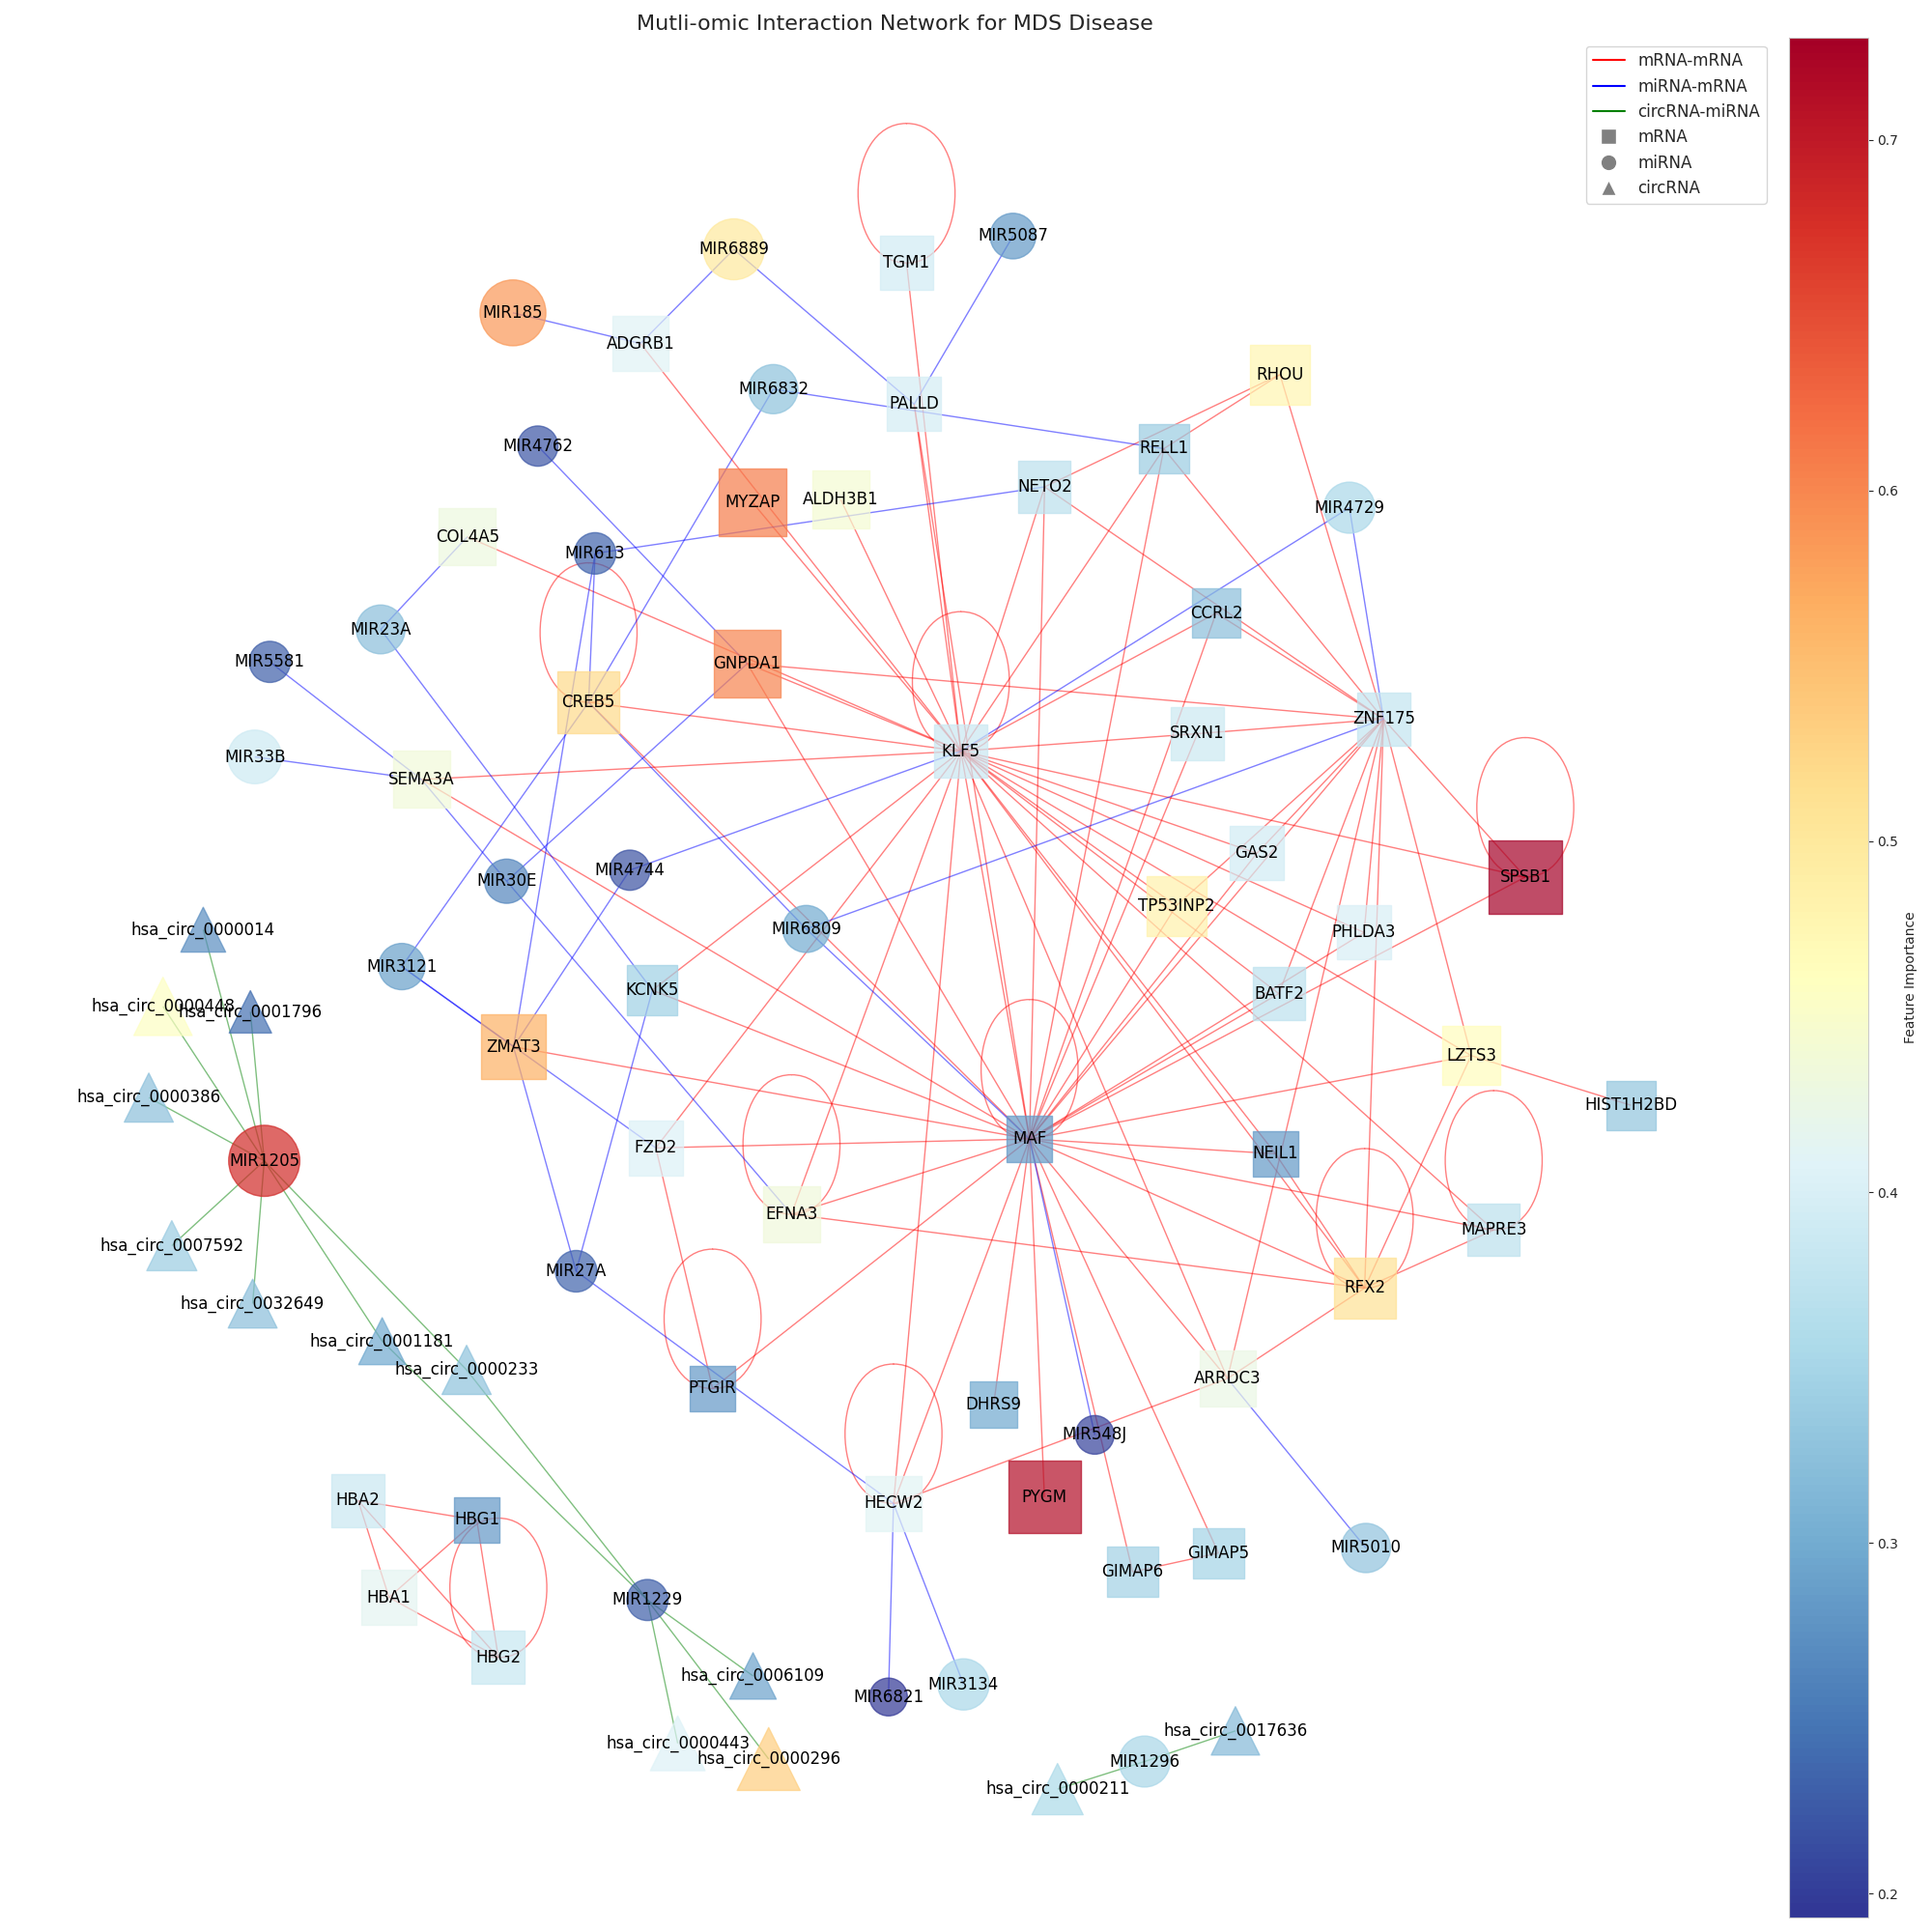 Mutli-omic Interaction Network for MDS Disease
mRNA-mRNA
miRNA-mRNA
circRNA-miRNA
mRNA
miRNA
circRNA
0.7
0.6
0.5
0.4
0.3
0.2
Feature Importance
MIR5087
MIR6889
TGM1
MIR185
ADGRB1
RHOU
MIR6832
PALLD
MIR4762
RELL1
NETO2
MYZAP
ALDH3B1
MIR4729
COL4A5
MIR613
CCRL2
MIR23A
MIR5581
GNPDA1
CREB5
ZNF175
SRXN1
KLF5
MIR33B
SEMA3A
GAS2
MIR4744
SPSB1
MIR30E
TP53INP2
hsa_circ_0000014
MIR6809
PHLDA3
MIR3121
KCNK5
BATF2
hsa_circ_0000448
hsa_circ_0001796
ZMAT3
LZTS3
hsa_circ_0000386
HIST1H2BD
MAF
FZD2
NEIL1
MIR1205
EFNA3
MAPRE3
hsa_circ_0007592
MIR27A
RFX2
hsa_circ_0032649
hsa_circ_0001181
hsa_circ_0000233
ARRDC3
PTGIR
DHRS9
MIR548J
PYGM
HBA2
HECW2
HBG1
MIR5010
GIMAP5
GIMAP6
HBA1
MIR1229
HBG2
hsa_circ_0006109
MIR3134
MIR6821
hsa_circ_0017636
hsa_circ_0000443
hsa_circ_0000296
MIR1296
hsa_circ_0000211